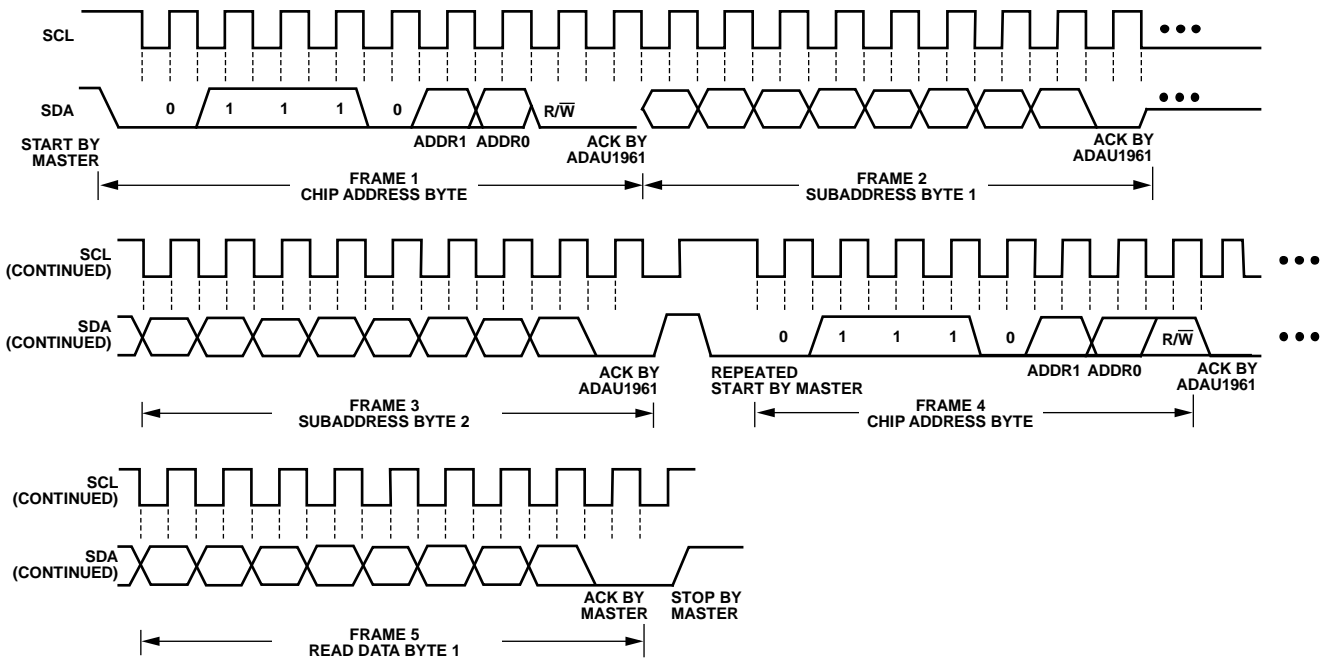 SCL
SDA
0 1 1 1 0 R/W̅
START BY
MASTER
ADDR1 ADDR0
ACK BY
ADAU1961
ACK BY
ADAU1961
FRAME 1
CHIP ADDRESS BYTE
FRAME 2
SUBADDRESS BYTE 1
SCL
(CONTINUED)
SDA
(CONTINUED)
0 1 1 1 0 R/W̅
ACK BY
ADAU1961
REPEATED
START BY MASTER
ADDR1 ADDR0
ACK BY
ADAU1961
FRAME 3
SUBADDRESS BYTE 2
FRAME 4
CHIP ADDRESS BYTE
SCL
(CONTINUED)
SDA
(CONTINUED)
ACK BY
MASTER
STOP BY
MASTER
FRAME 5
READ DATA BYTE 1